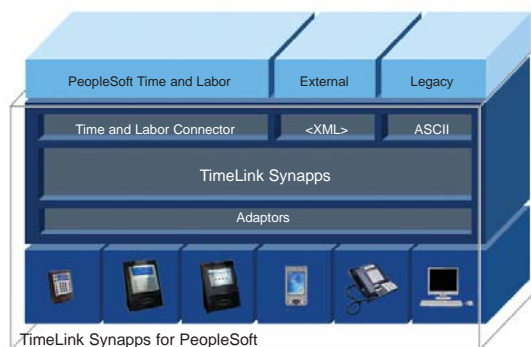 PeopleSoft Time and Labor External Legacy
Time and Labor Connector <XML> ASCII
TimeLink Synapps
Adaptors
TimeLink Synapps for PeopleSoft